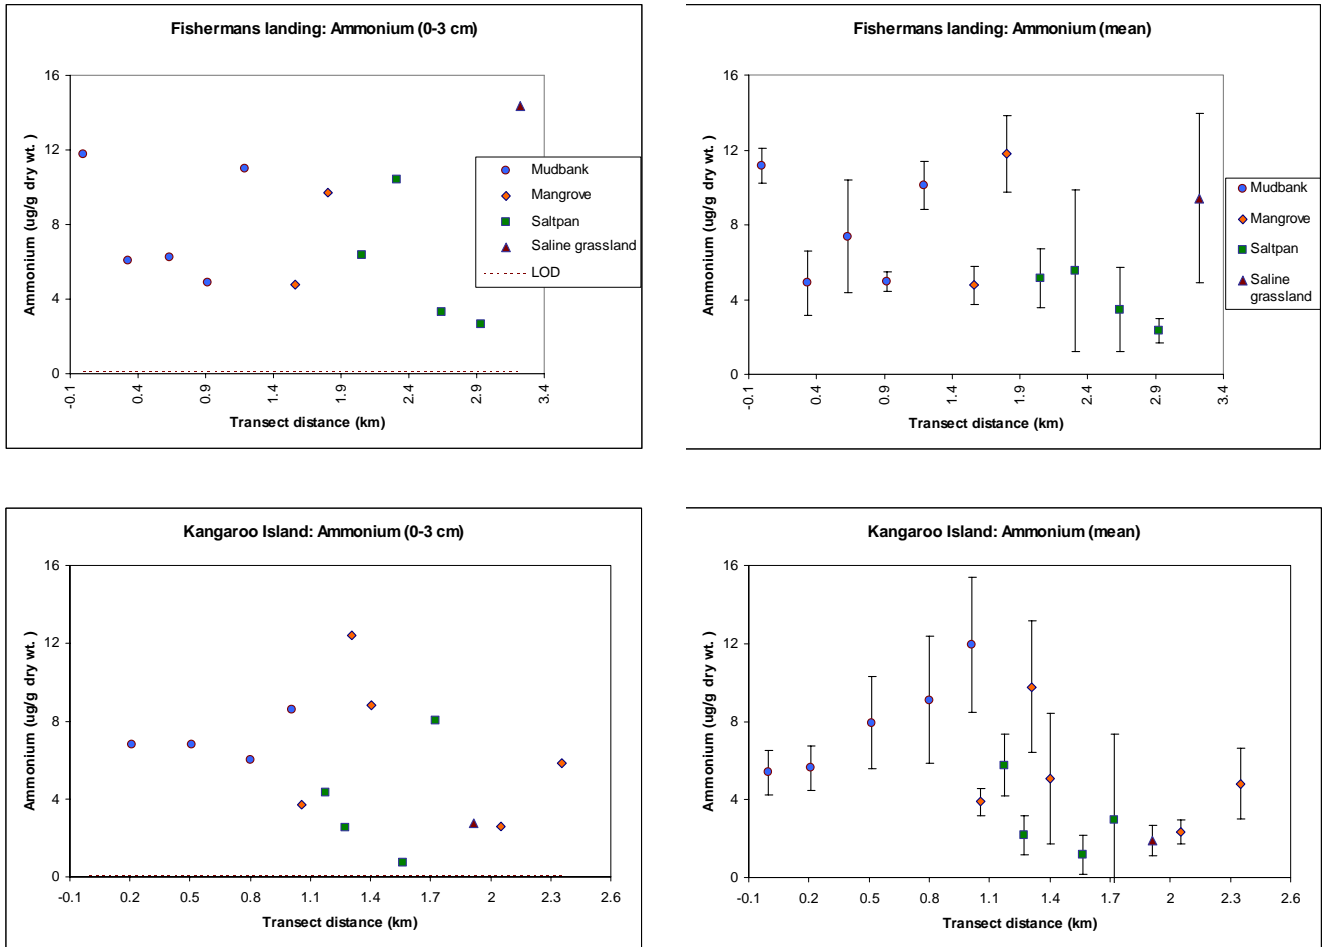 Fishermans landing: Ammonium (0-3 cm)
Ammonium (ug/g dry wt. )
16
12
8
4
0
-0.1
0.4
0.9
1.4
1.9
2.4
2.9
3.4
Transect distance (km)
Mudbank
Mangrove
Saltpan
Saline grassland
LOD
Fishermans landing: Ammonium (mean)
Ammonium (ug/g dry wt. )
16
12
8
4
0
-0.1
0.4
0.9
1.4
1.9
2.4
2.9
3.4
Transect distance (km)
Mudbank
Mangrove
Saltpan
Saline
grassland
Kangaroo Island: Ammonium (0-3 cm)
Ammonium (ug/g dry wt. )
16
12
8
4
0
-0.1
0.2
0.5
0.8
1.1
1.4
1.7
2
2.3
2.6
Transect distance (km)
Kangaroo Island: Ammonium (mean)
Ammonium (ug/g dry wt. )
16
12
8
4
0
-0.1
0.2
0.5
0.8
1.1
1.4
1.7
2
2.3
2.6
Transect distance (km)